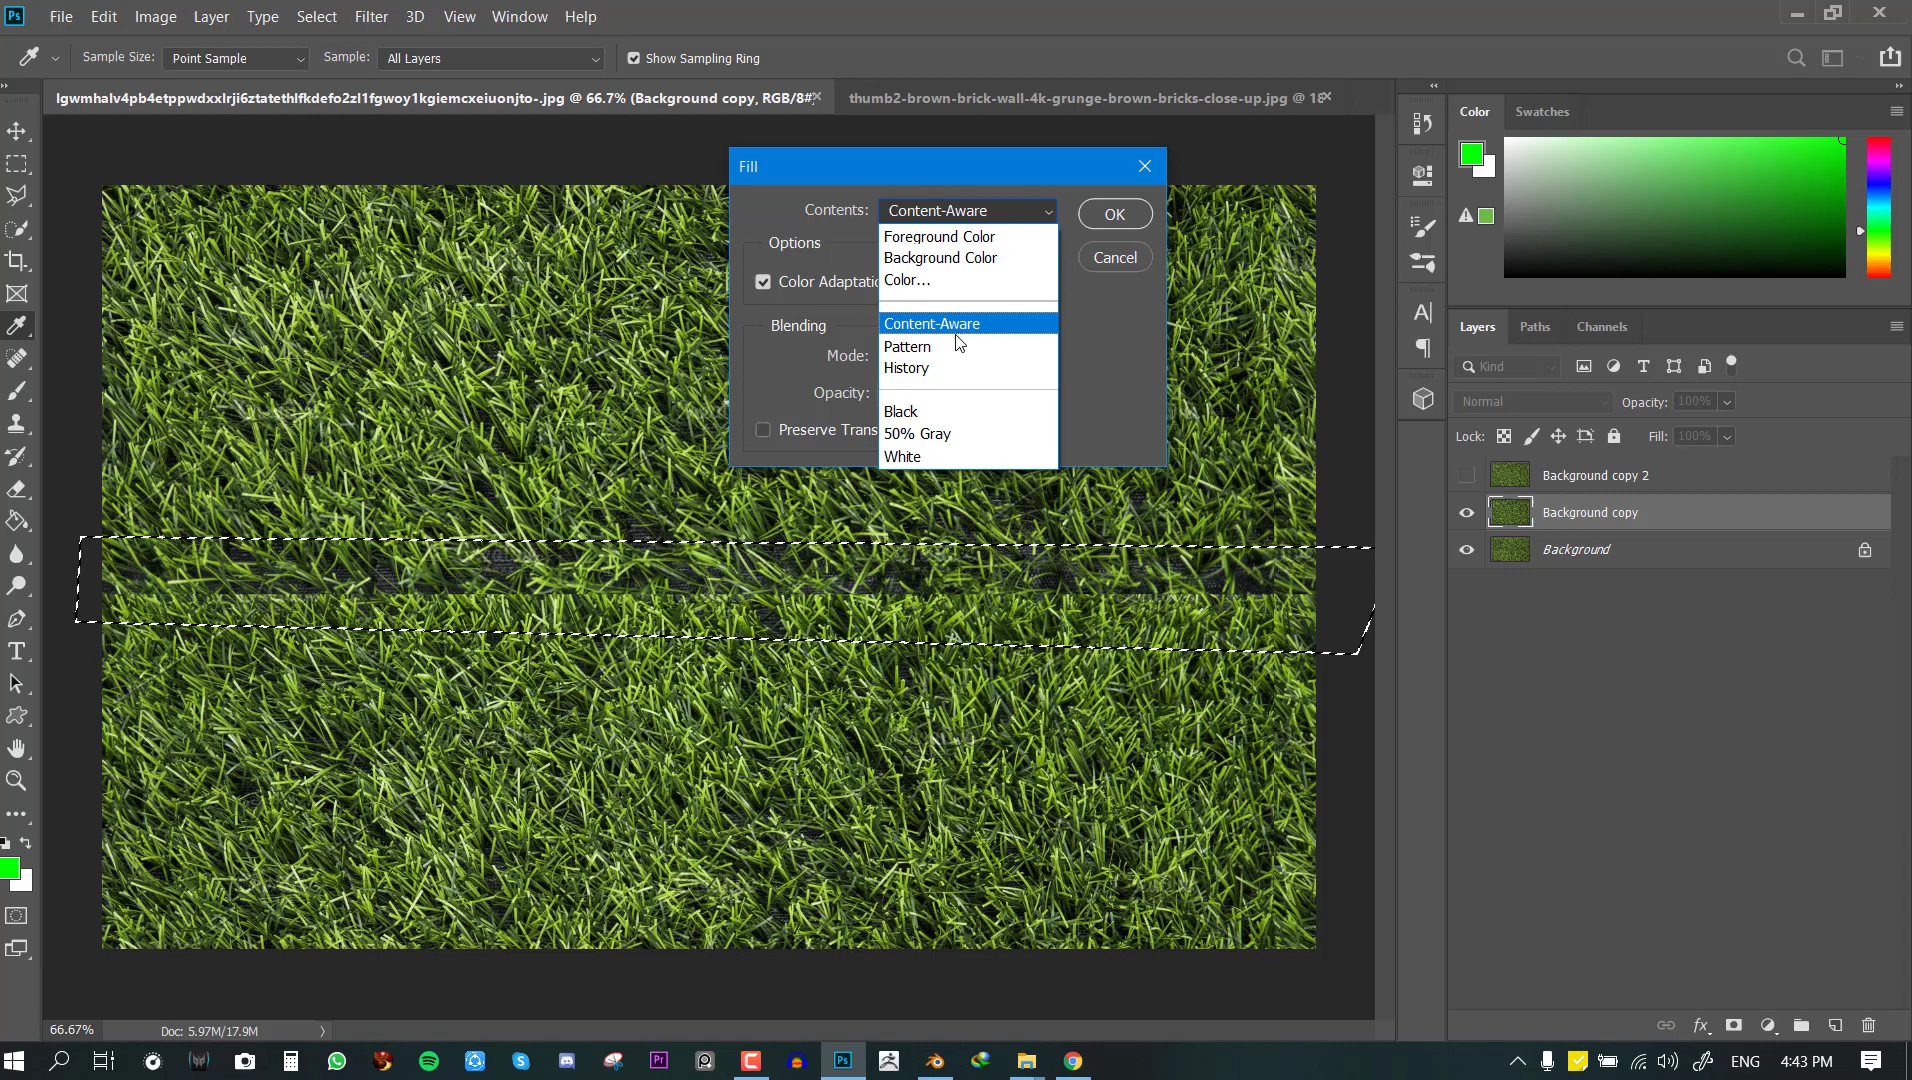 Ps File Edit Image Layer Type Select Filter 3D View Window Help
Sample Size: Point Sample Sample: All Layers Show Sampling Ring
lgwmhalv4pb4etppwdxxlrji6ztatethlfkdefo2zl1fgwoy1kgiemcxeiuonjto-.jpg @ 66.7% (Background copy, RGB/8#) thumb2-brown-brick-wall-4k-grunge-brown-bricks-close-up.jpg @ 18
Fill
Contents: Content-Aware
OK
Cancel
Options
Color Adaptatio
Blending
Mode:
Opacity:
Preserve Trans
Foreground Color
Background Color
Color...
Content-Aware
Pattern
History
Black
50% Gray
White
Color Swatches
Layers Paths Channels
Kind
Normal Opacity: 100%
Lock: Fill: 100%
Background copy 2
Background copy
Background
66.67% Doc: 5.97M/17.9M
ENG 4:43 PM